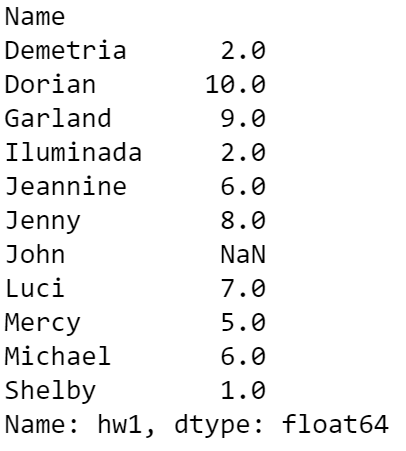 Name
Demetria      2.0
Dorian       10.0
Garland       9.0
Iluminada     2.0
Jeannine      6.0
Jenny         8.0
John          NaN
Luci          7.0
Mercy         5.0
Michael       6.0
Shelby        1.0
Name: hw1, dtype: float64